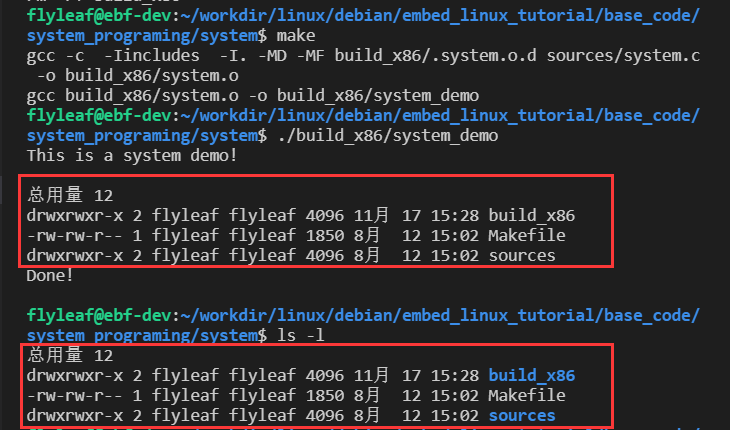 flyleaf@ebf-dev:~/workdir/linux/debian/embed_linux_tutorial/base_code/
system_programing/system$ make
gcc -c  -Iincludes  -I. -MD -MF build_x86/.system.o.d sources/system.c
 -o build_x86/system.o
gcc build_x86/system.o -o build_x86/system_demo
flyleaf@ebf-dev:~/workdir/linux/debian/embed_linux_tutorial/base_code/
system_programing/system$ ./build_x86/system_demo
This is a system demo!
总用量 12
drwxrwxr-x 2 flyleaf flyleaf 4096 11月 17 15:28 build_x86
-rw-rw-r-- 1 flyleaf flyleaf 1850 8月  12 15:02 Makefile
drwxrwxr-x 2 flyleaf flyleaf 4096 8月  12 15:02 sources
Done!
flyleaf@ebf-dev:~/workdir/linux/debian/embed_linux_tutorial/base_code/
system_programing/system$ ls -l
总用量 12
drwxrwxr-x 2 flyleaf flyleaf 4096 11月 17 15:28 build_x86
-rw-rw-r-- 1 flyleaf flyleaf 1850 8月  12 15:02 Makefile
drwxrwxr-x 2 flyleaf flyleaf 4096 8月  12 15:02 sources